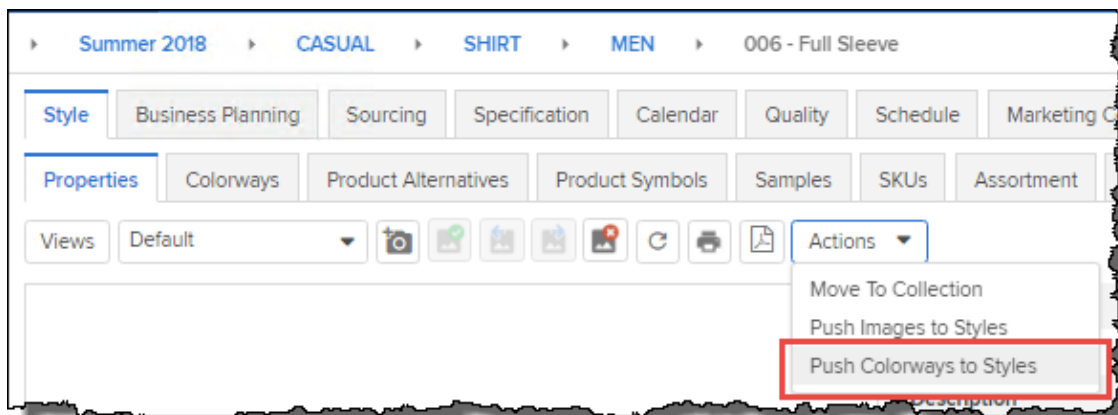 Summer 2018 CASUAL SHIRT MEN 006 - Full Sleeve
Style Business Planning Sourcing Specification Calendar Quality Schedule Marketing
Properties Colorways Product Alternatives Product Symbols Samples SKUs Assortment
Views Default Actions
Move To Collection
Push Images to Styles
Push Colorways to Styles
Description